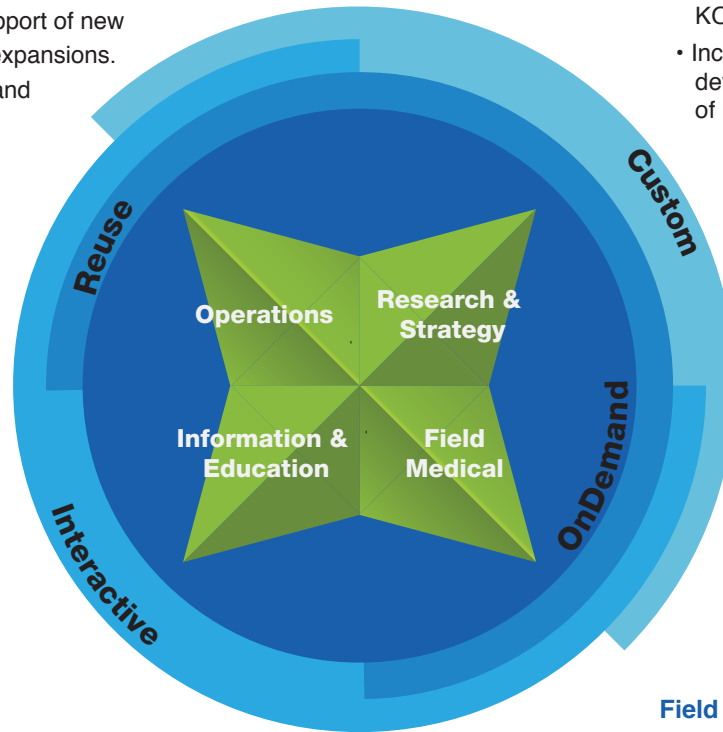 pport of new
expansions.
and
KO
• Inc
de
of
Reuse
Custom
Operations
Research &
Strategy
Information &
Education
Field
Medical
OnDemand
Interactive
Field